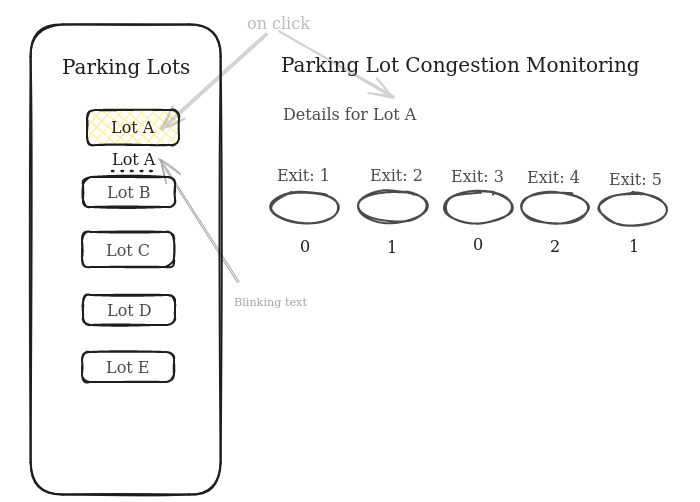 on click
Parking Lots
Parking Lot Congestion Monitoring
Lot A
Lot A
Lot B
Lot C
Lot D
Lot E
Details for Lot A
Exit: 1
Exit: 2
Exit: 3
Exit: 4
Exit: 5
0
1
0
2
1
Blinking text